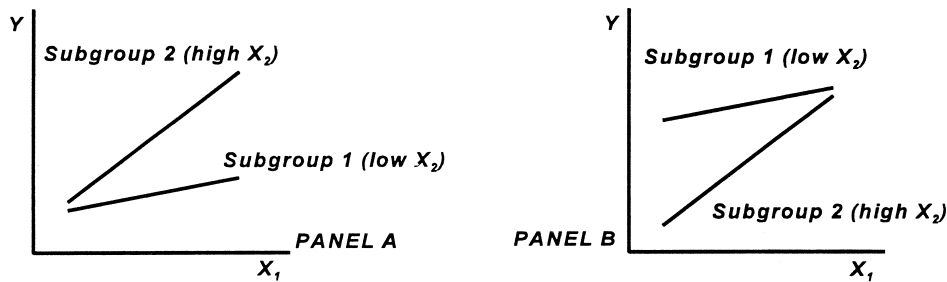 Y
Subgroup 2 (high X₂)
Subgroup 1 (low X₂)
PANEL A
X₁
Y
Subgroup 1 (low X₂)
Subgroup 2 (high X₂)
PANEL B
X₁